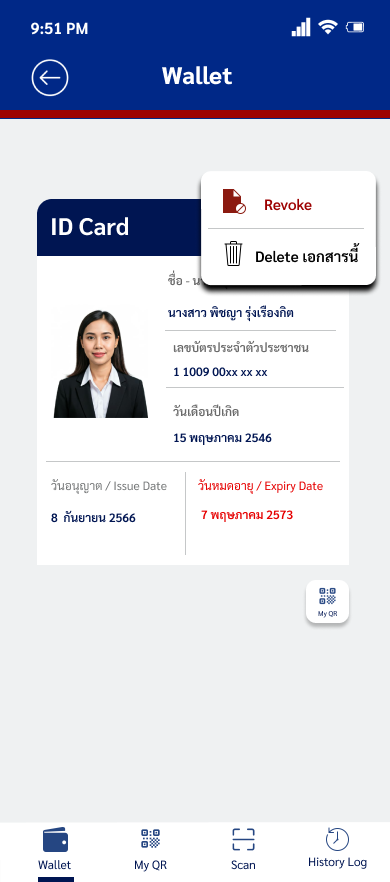 9:51 PM
Wallet
Revoke
ID Card
Delete เอกสารนี้
ชื่อ - น
นางสาว พิชญา รุ่งเรืองกิต
เลขบัตรประจำตัวประชาชน
1 1009 00xx xx xx
วันเดือนปีเกิด
15 พฤษภาคม 2546
วันอนุญาต / Issue Date
วันหมดอายุ / Expiry Date
8 กันยายน 2566
7 พฤษภาคม 2573
My QR
Wallet
My QR
Scan
History Log